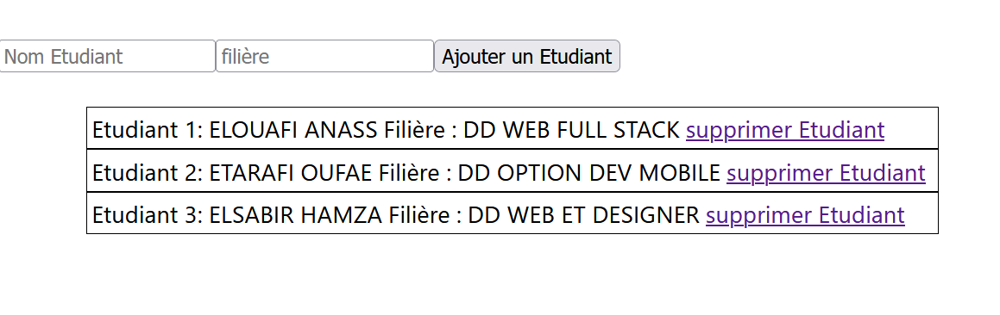 Nom Etudiant filière Ajouter un Etudiant
Etudiant 1: ELOUAFI ANASS Filière : DD WEB FULL STACK supprimer Etudiant
Etudiant 2: ETARAFI OUFAE Filière : DD OPTION DEV MOBILE supprimer Etudiant
Etudiant 3: ELSABIR HAMZA Filière : DD WEB ET DESIGNER supprimer Etudiant